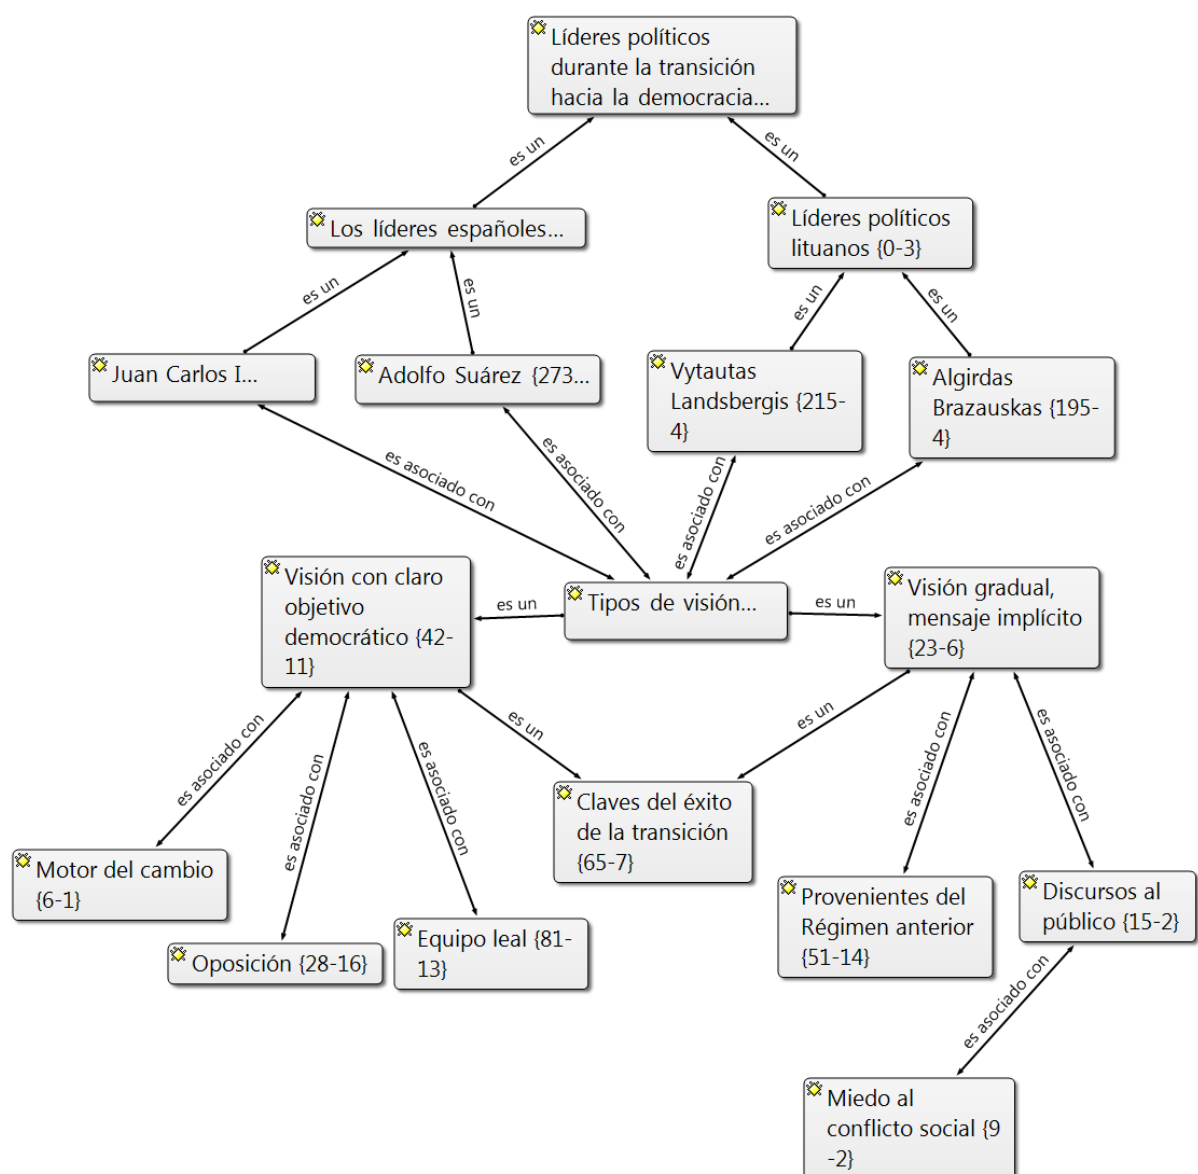 Líderes políticos
durante la transición
hacia la democracia...
es un
es un
Los líderes españoles...
Líderes políticos
lituanos {0-3}
es un
es un
es un
es un
Juan Carlos I...
Adolfo Suárez {273...
Vytautas
Landsbergis {215-
4}
Algirdas
Brazauskas {195-
4}
es asociado con
es asociado con
es asociado con
es asociado con
Visión con claro
objetivo
democrático {42-
11}
es un
Tipos de visión...
es un
Visión gradual,
mensaje implícito
{23-6}
es asociado con
es asociado con
es asociado con
es un
es un
es asociado con
es asociado con
Claves del éxito
de la transición
{65-7}
Motor del cambio
{6-1}
Oposición {28-16}
Equipo leal {81-
13}
Provenientes del
Régimen anterior
{51-14}
Discursos al
público {15-2}
es asociado con
Miedo al
conflicto social {9
-2}